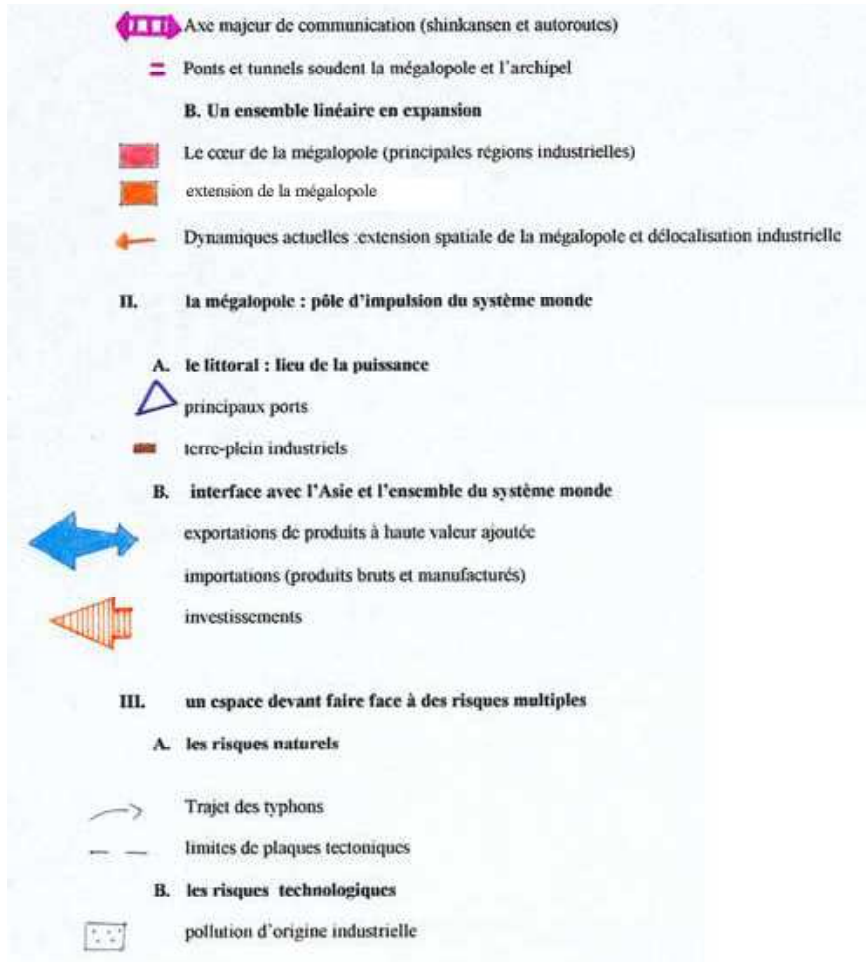 Axe majeur de communication (shinkansen et autoroutes)
Ponts et tunnels soudent la mégalopole et l'archipel
B. Un ensemble linéaire en expansion
Le cœur de la mégalopole (principales régions industrielles)
extension de la mégalopole
Dynamiques actuelles :extension spatiale de la mégalopole et délocalisation industrielle
II. la mégalopole : pôle d'impulsion du système monde
A. le littoral : lieu de la puissance
principaux ports
terre-plein industriels
B. interface avec l'Asie et l'ensemble du système monde
exportations de produits à haute valeur ajoutée
importations (produits bruts et manufacturés)
investissements
III. un espace devant faire face à des risques multiples
A. les risques naturels
Trajet des typhons
limites de plaques tectoniques
B. les risques technologiques
pollution d'origine industrielle